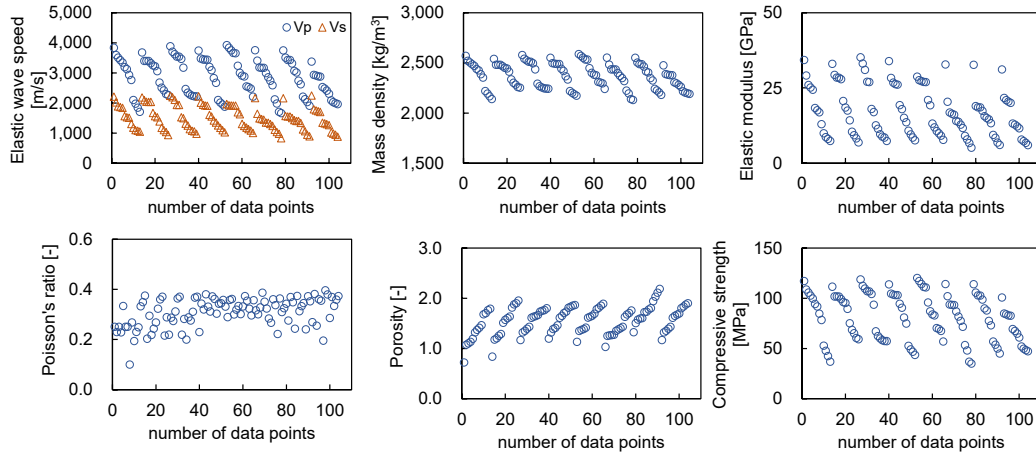 Vp Vs
Elastic wave speed
[m/s]
5,000
4,000
3,000
2,000
1,000
0
0 20 40 60 80 100
number of data points
Mass density [kg/m³]
3,500
2,500
1,500
0 20 40 60 80 100
number of data points
Elastic modulus [GPa]
50
25
0
0 20 40 60 80 100
number of data points
Poisson's ratio [-]
0.6
0.4
0.2
0.0
0 20 40 60 80 100
number of data points
Porosity [-]
3.0
2.0
1.0
0.0
0 20 40 60 80 100
number of data points
Compressive strength
[MPa]
150
100
50
0
0 20 40 60 80 100
number of data points